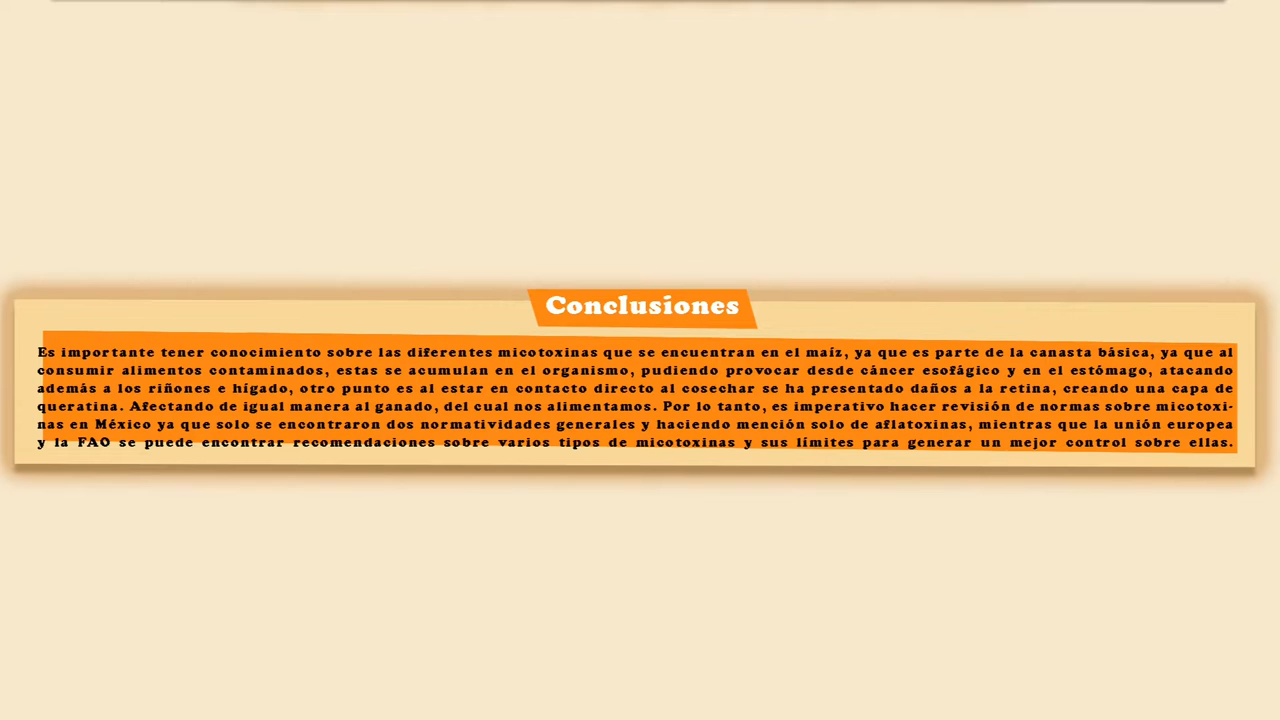 Conclusiones
Es importante tener conocimiento sobre las diferentes micotoxinas que se encuentran en el maíz, ya que es parte de la canasta básica, ya que al
consumir alimentos contaminados, estas se acumulan en el organismo, pudiendo provocar desde cáncer esofágico y en el estómago, atacando
además a los riñones e hígado, otro punto es al estar en contacto directo al cosechar se ha presentado daños a la retina, creando una capa de
queratina. Afectando de igual manera al ganado, del cual nos alimentamos. Por lo tanto, es imperativo hacer revisión de normas sobre micotoxi-
nas en México ya que solo se encontraron dos normatividades generales y haciendo mención solo de aflatoxinas, mientras que la unión europea
y la FAO se puede encontrar recomendaciones sobre varios tipos de micotoxinas y sus límites para generar un mejor control sobre ellas.